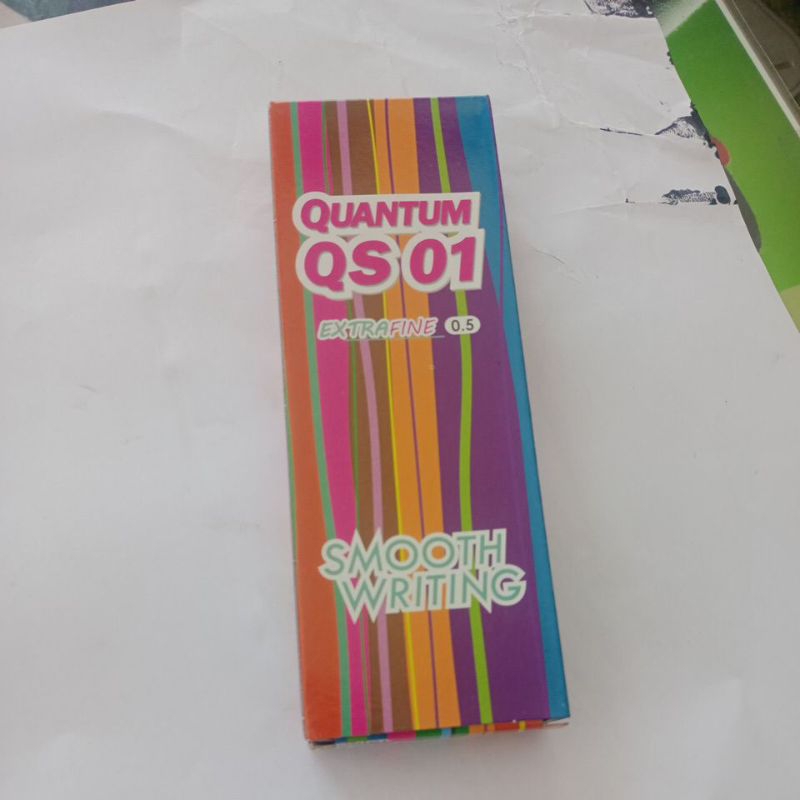 QUANTUM
QS 01
EXTRAFINE 0.5
SMOOTH
WRITING